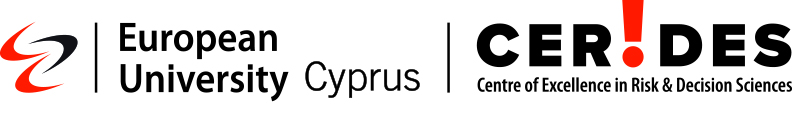 European
University Cyprus
CER!DES
Centre of Excellence in Risk & Decision Sciences